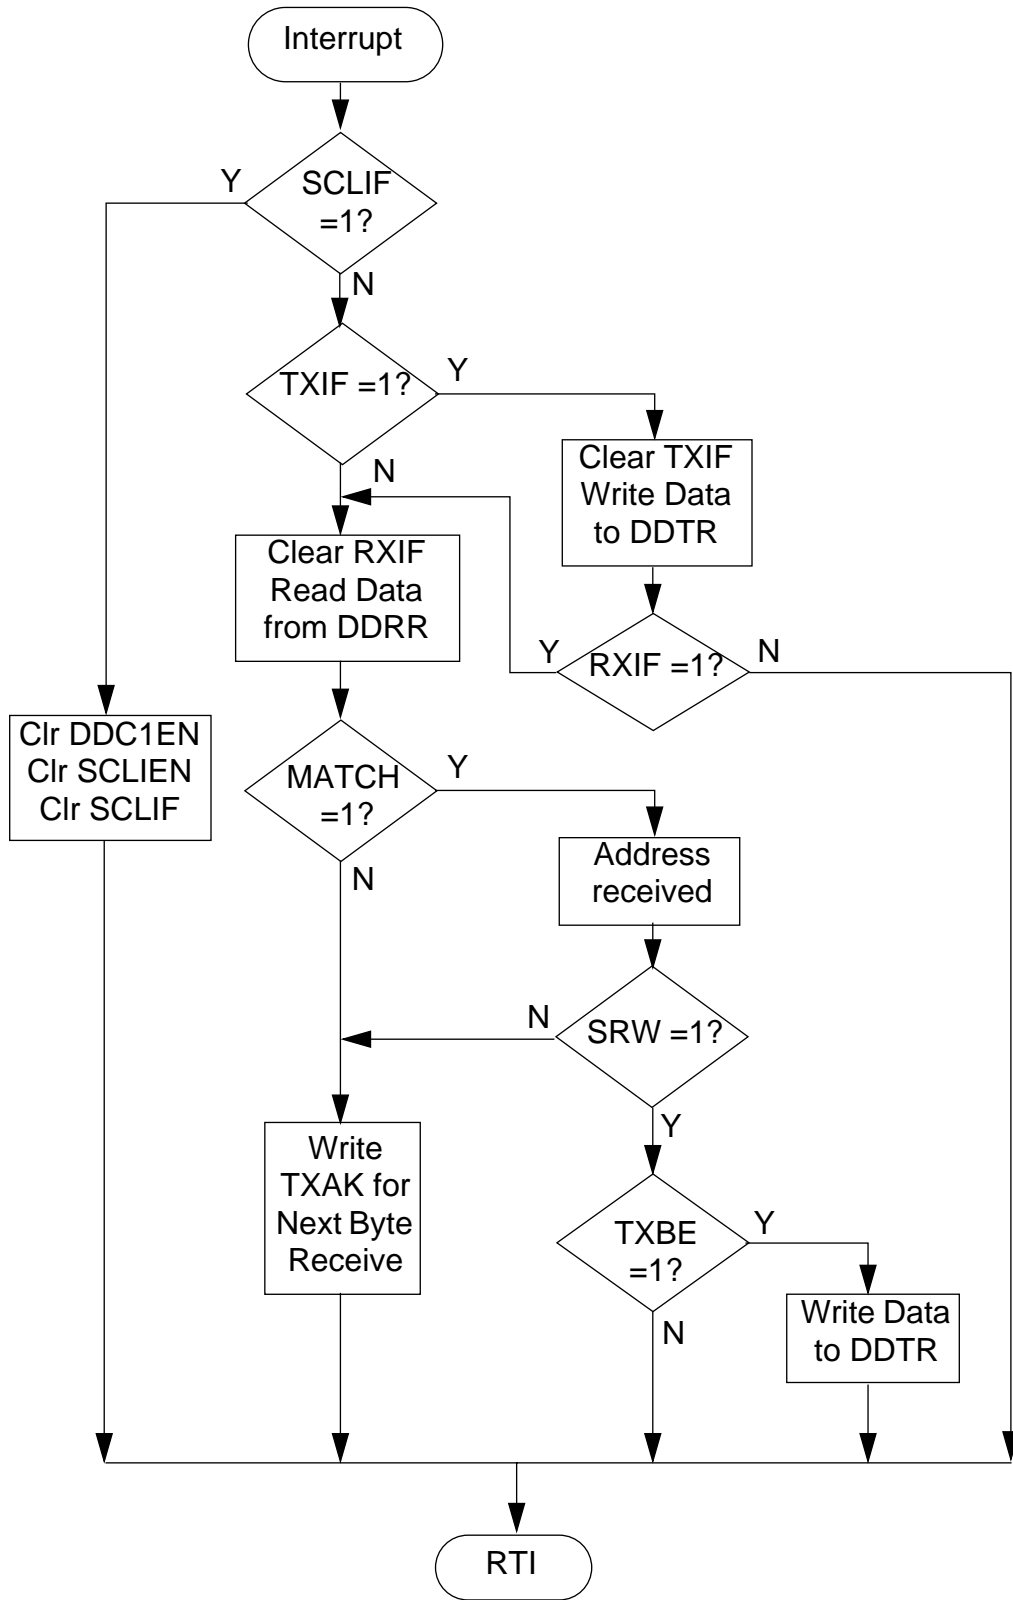 Interrupt
Y
SCLIF
=1?
N
TXIF =1?
Y
N
Clear TXIF
Write Data
to DDTR
Clear RXIF
Read Data
from DDRR
Y
RXIF =1?
N
Clr DDC1EN
Clr SCLIEN
Clr SCLIF
MATCH
=1?
Y
N
Address
received
N
SRW =1?
Y
Write
TXAK for
Next Byte
Receive
TXBE
=1?
Y
N
Write Data
to DDTR
RTI